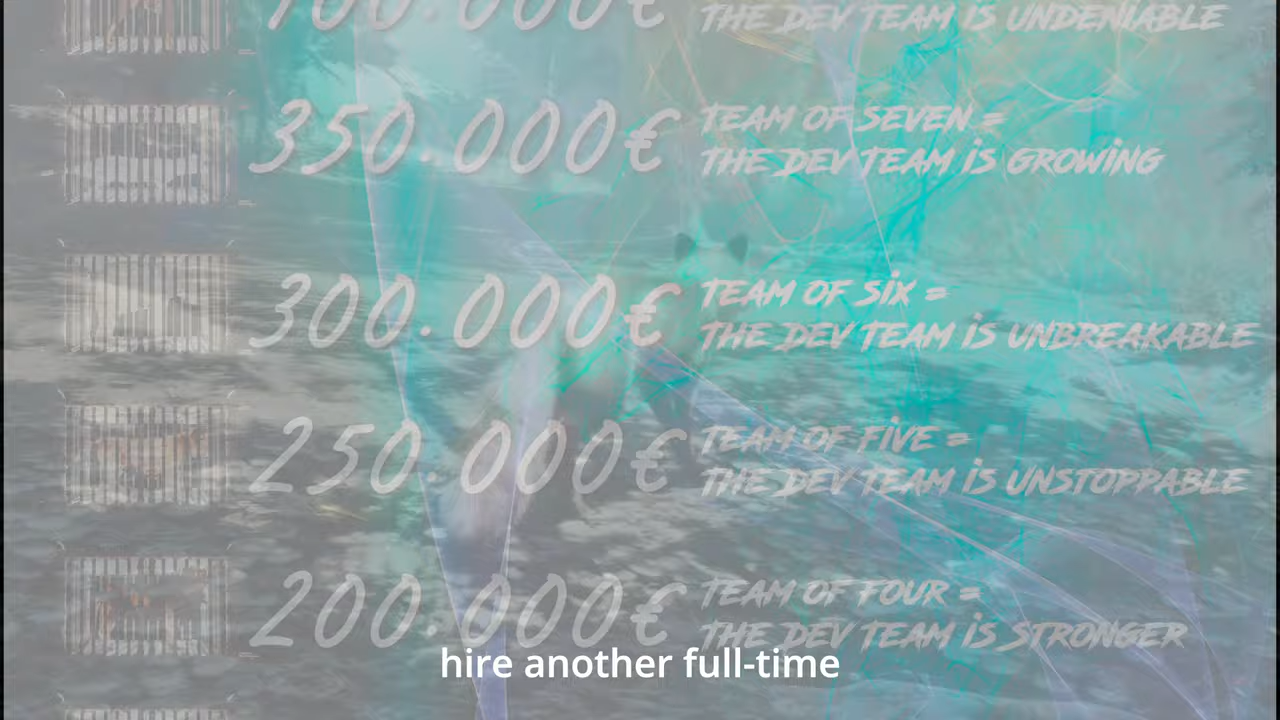 THE DEV TEAM IS UNDENIABLE
350.000€
TEAM OF SEVEN =
THE DEV TEAM IS GROWING
300.000€
TEAM OF SIX =
THE DEV TEAM IS UNBREAKABLE
250.000€
TEAM OF FIVE =
THE DEV TEAM IS UNSTOPPABLE
200.000€
TEAM OF FOUR =
THE DEV TEAM IS STRONGER
hire another full-time